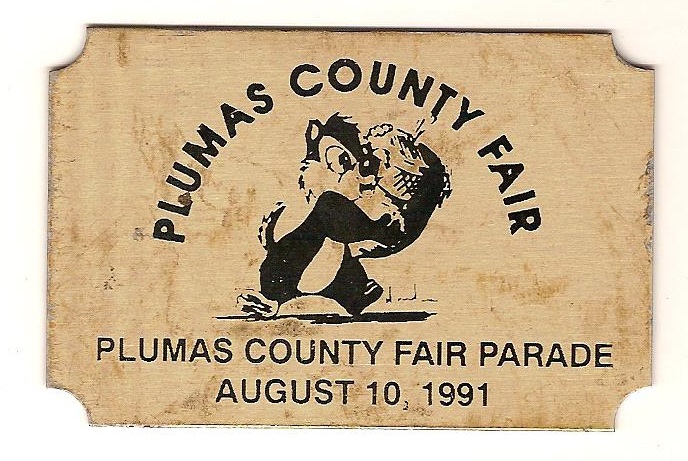 PLUMAS COUNTY FAIR
PLUMAS COUNTY FAIR PARADE
AUGUST 10, 1991